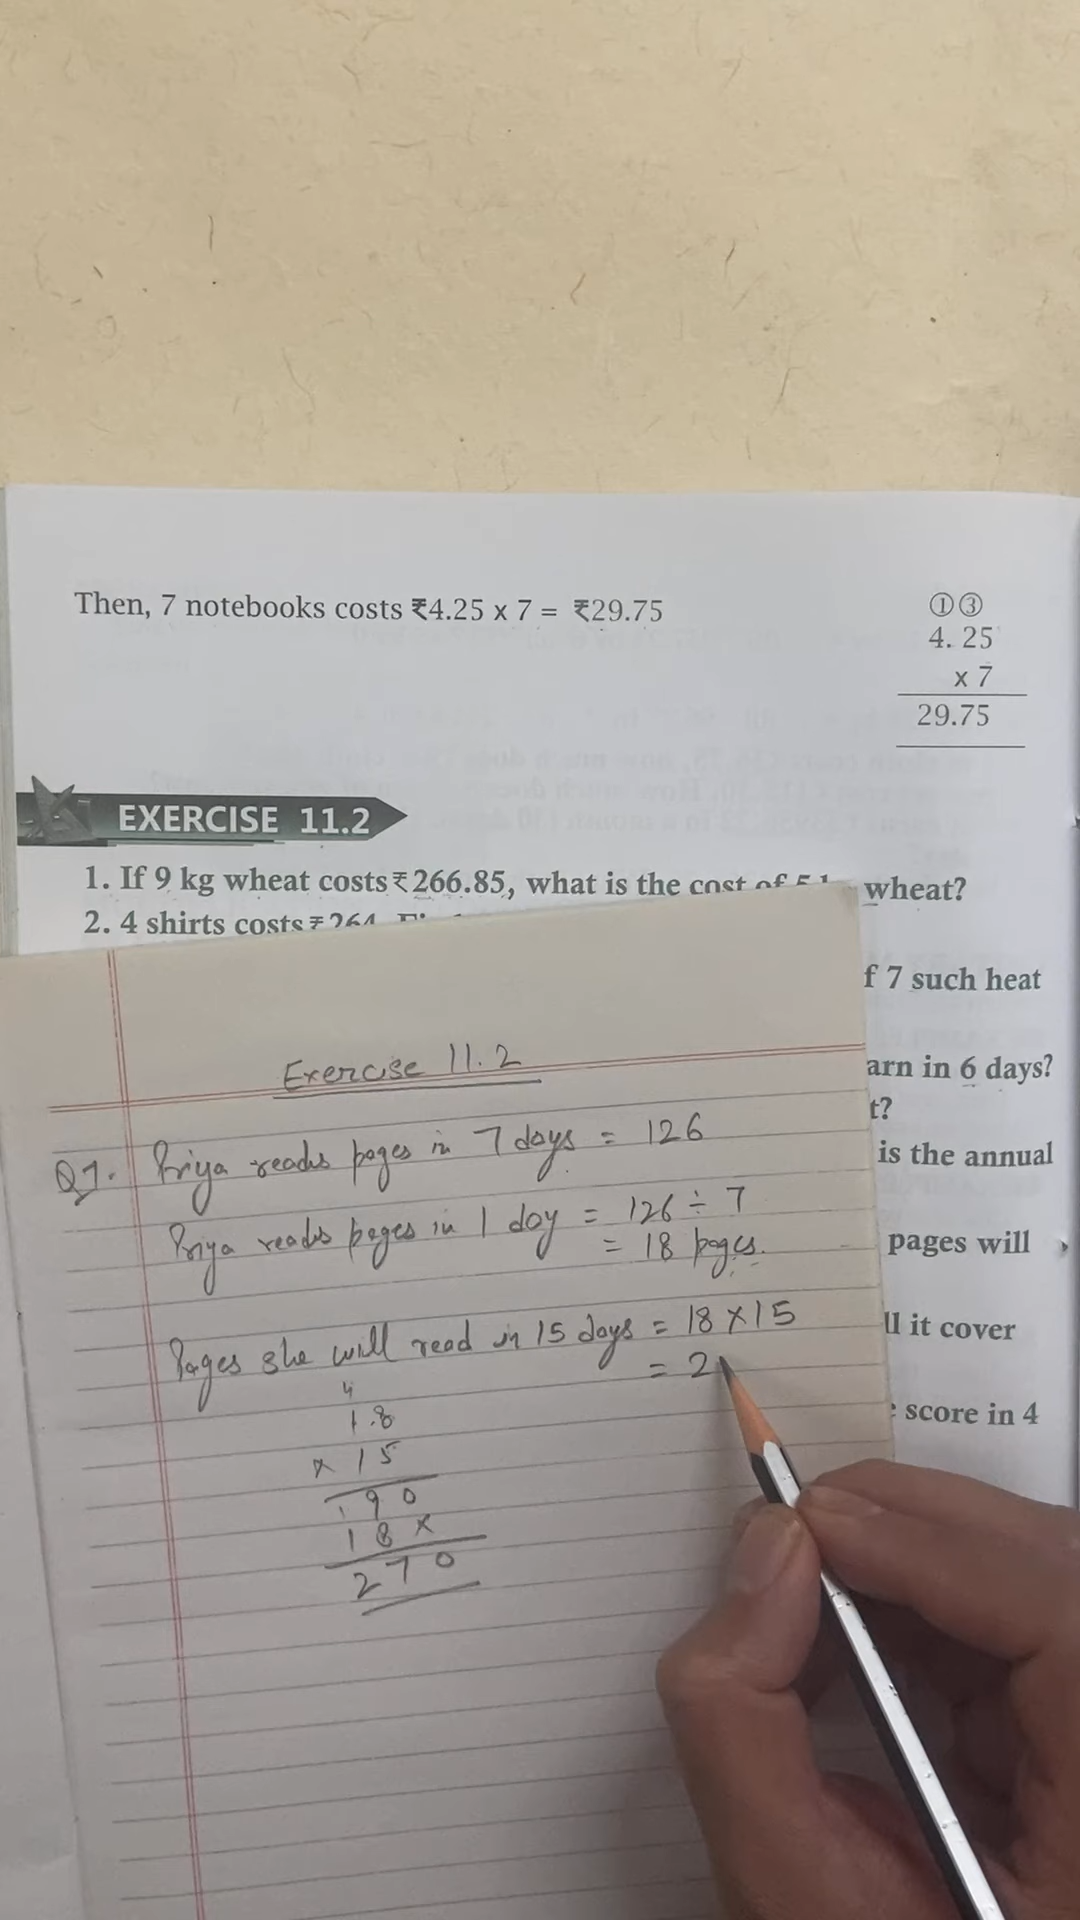 Then, 7 notebooks costs ₹4.25 x 7 = ₹29.75
①③
4. 25
x 7
29.75
EXERCISE 11.2
1. If 9 kg wheat costs ₹266.85, what is the cost of 5 wheat?
2. 4 shirts costs ₹264.
f 7 such heat
arn in 6 days?
t?
is the annual
pages will
ll it cover
score in 4
Exercise 11.2
Q7. Priya reads pages in 7 days = 126
Priya reads pages in 1 day = 126 ÷ 7
= 18 pages.
Pages she will read in 15 days = 18 × 15
= 2
4
18
× 15
90
18×
270